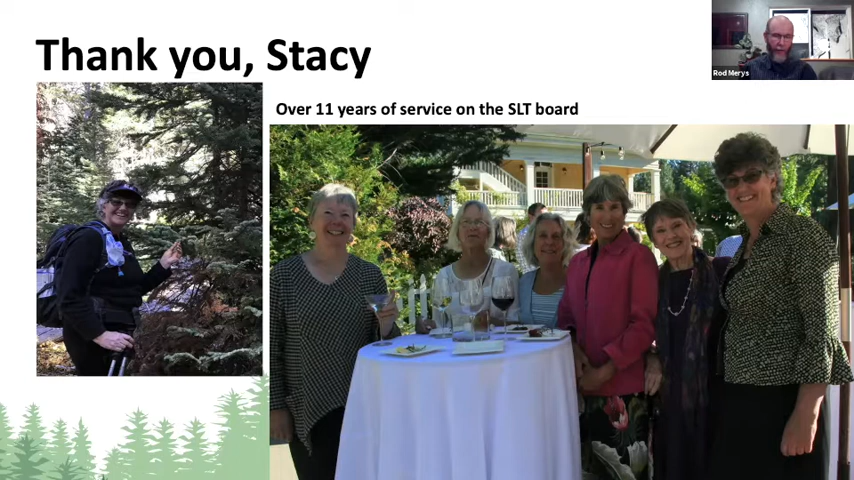 Thank you, Stacy
Over 11 years of service on the SLT board
Rod Merys